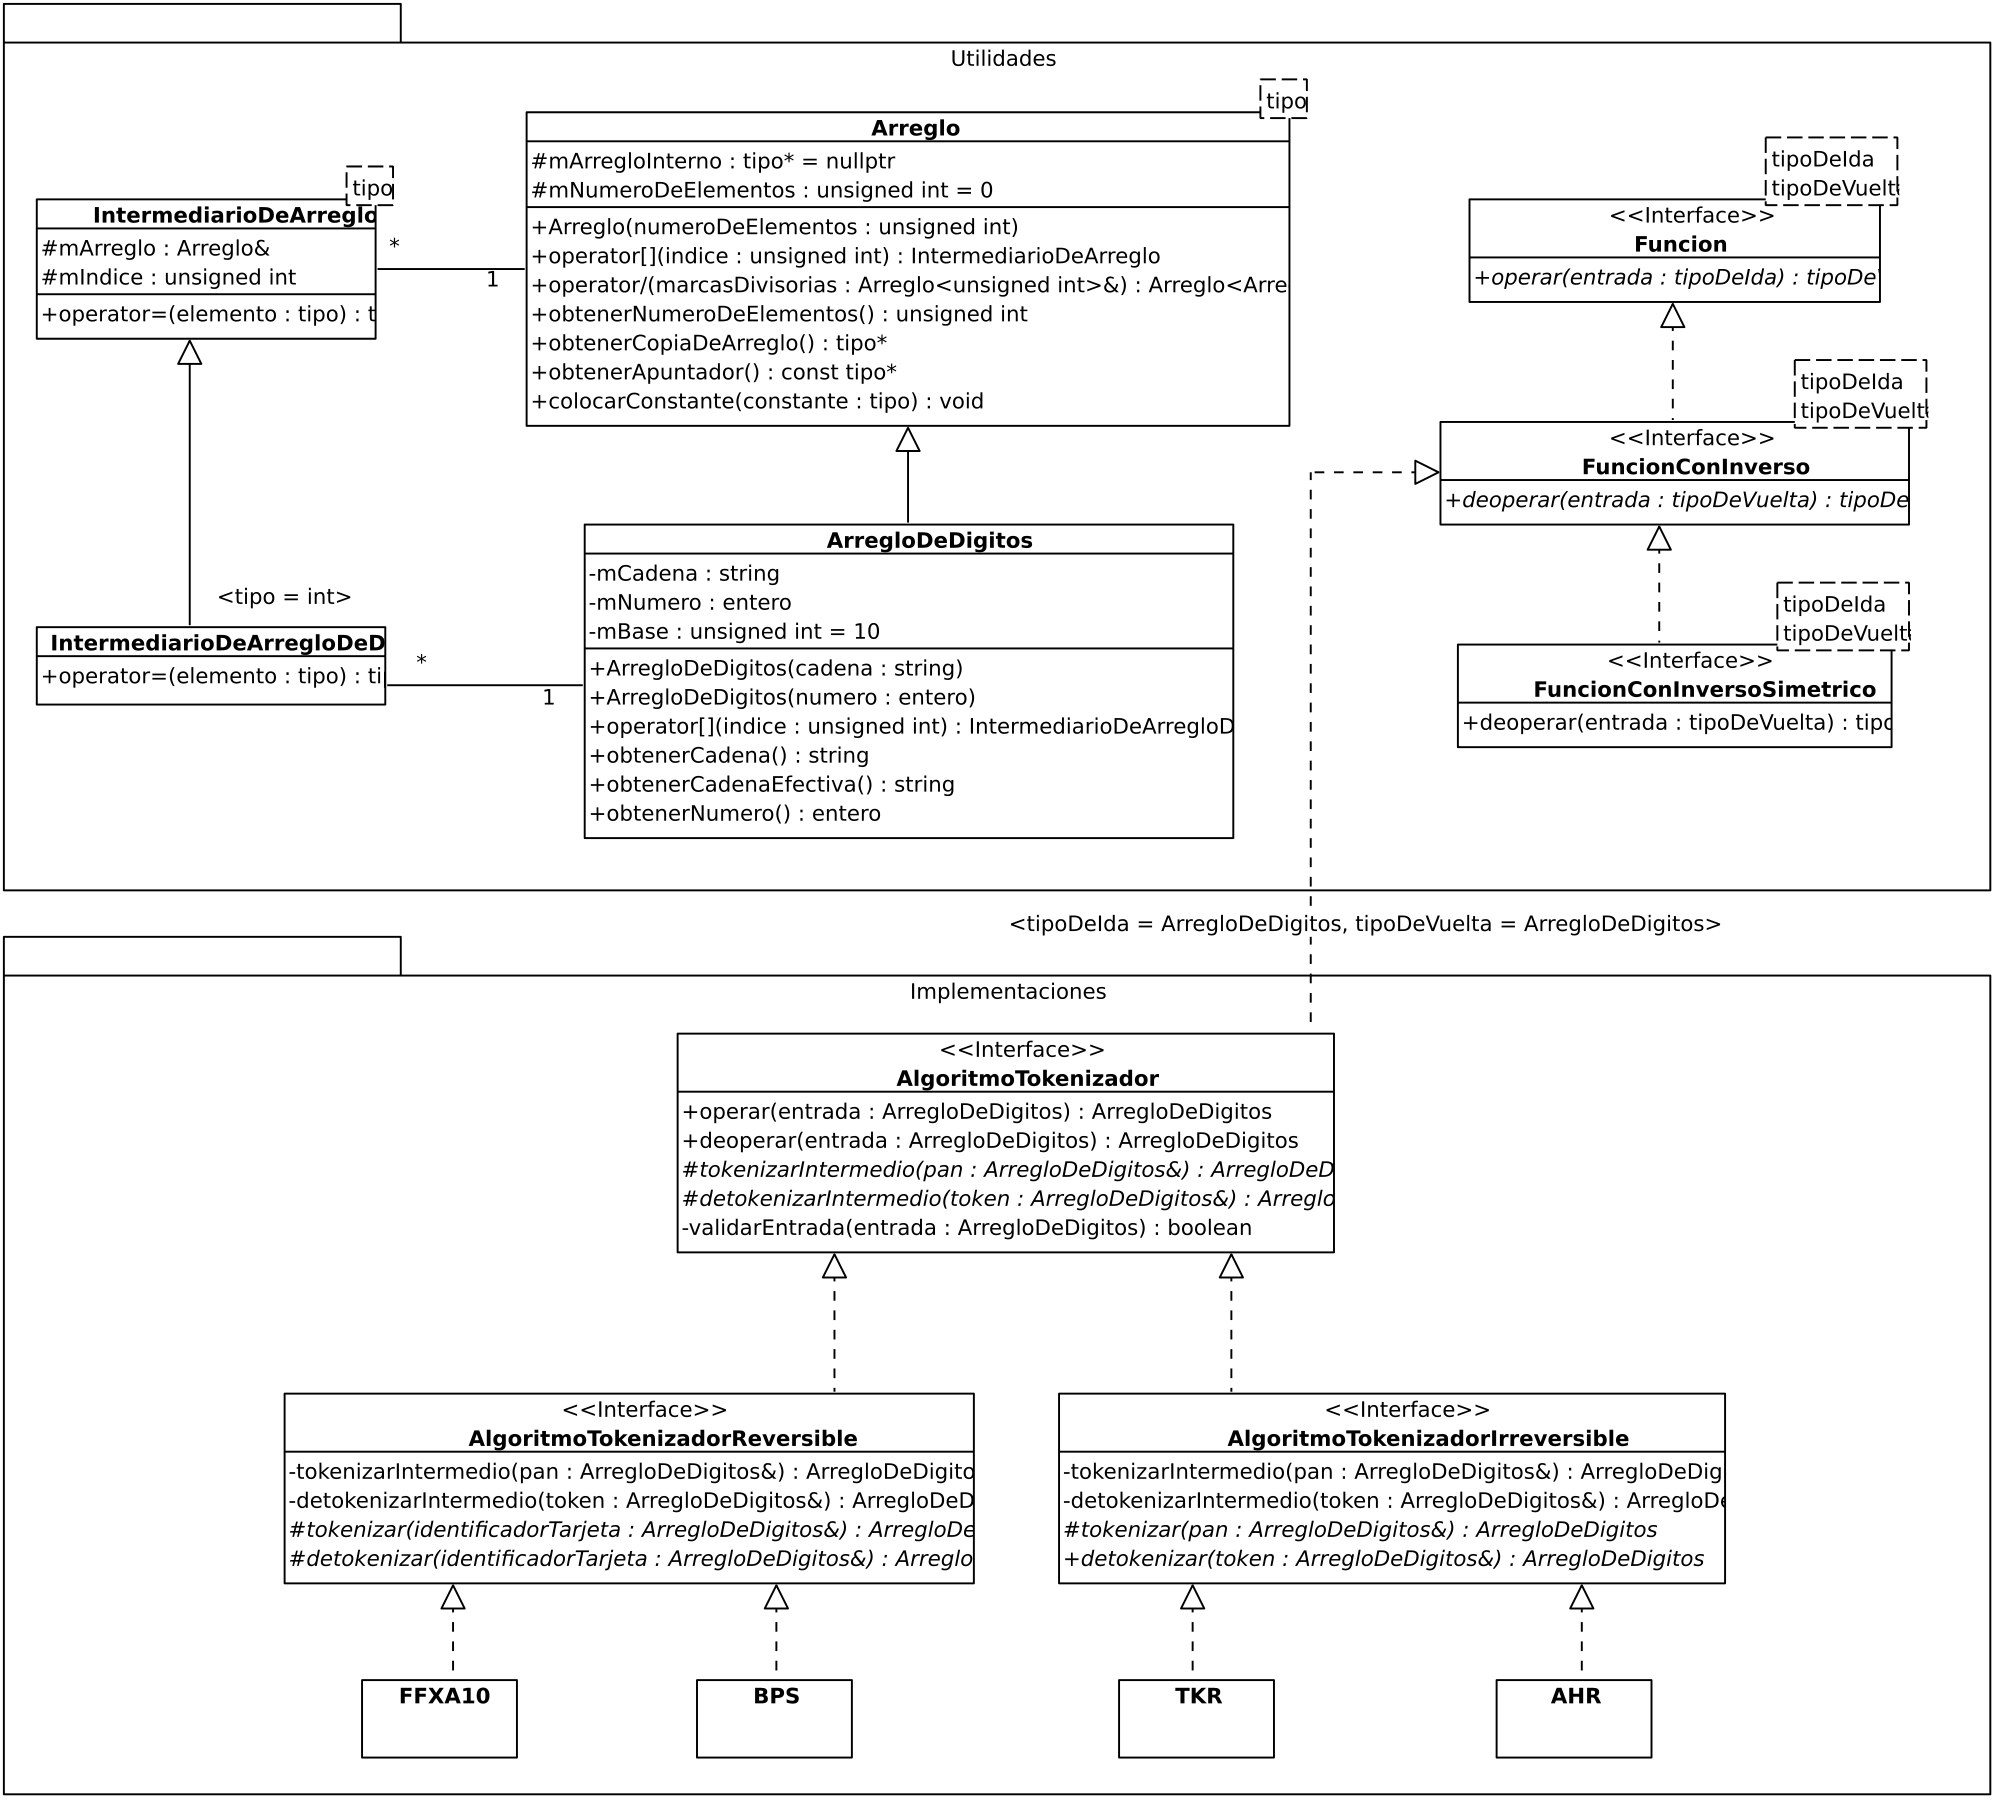 Utilidades
tipo
Arreglo
#mArregloInterno : tipo* = nullptr
#mNumeroDeElementos : unsigned int = 0
+Arreglo(numeroDeElementos : unsigned int)
+operator[](indice : unsigned int) : IntermediarioDeArreglo
+operator/(marcasDivisorias : Arreglo<unsigned int>&) : Arreglo<Arre
+obtenerNumeroDeElementos() : unsigned int
+obtenerCopiaDeArreglo() : tipo*
+obtenerApuntador() : const tipo*
+colocarConstante(constante : tipo) : void
tipo
IntermediarioDeArreglo
#mArreglo : Arreglo&
#mIndice : unsigned int
+operator=(elemento : tipo) : t
*
1
tipoDeIda
tipoDeVuelt
<<Interface>>
Funcion
+operar(entrada : tipoDeIda) : tipoDe
tipoDeIda
tipoDeVuelt
<<Interface>>
FuncionConInverso
+deoperar(entrada : tipoDeVuelta) : tipoDe
tipoDeIda
tipoDeVuelt
<<Interface>>
FuncionConInversoSimetrico
+deoperar(entrada : tipoDeVuelta) : tipo
<tipo = int>
IntermediarioDeArregloDeD
+operator=(elemento : tipo) : ti
*
1
ArregloDeDigitos
-mCadena : string
-mNumero : entero
-mBase : unsigned int = 10
+ArregloDeDigitos(cadena : string)
+ArregloDeDigitos(numero : entero)
+operator[](indice : unsigned int) : IntermediarioDeArregloD
+obtenerCadena() : string
+obtenerCadenaEfectiva() : string
+obtenerNumero() : entero
<tipoDeIda = ArregloDeDigitos, tipoDeVuelta = ArregloDeDigitos>
Implementaciones
<<Interface>>
AlgoritmoTokenizador
+operar(entrada : ArregloDeDigitos) : ArregloDeDigitos
+deoperar(entrada : ArregloDeDigitos) : ArregloDeDigitos
#tokenizarIntermedio(pan : ArregloDeDigitos&) : ArregloDeD
#detokenizarIntermedio(token : ArregloDeDigitos&) : Arreglo
-validarEntrada(entrada : ArregloDeDigitos) : boolean
<<Interface>>
AlgoritmoTokenizadorReversible
-tokenizarIntermedio(pan : ArregloDeDigitos&) : ArregloDeDigito
-detokenizarIntermedio(token : ArregloDeDigitos&) : ArregloDeD
#tokenizar(identificadorTarjeta : ArregloDeDigitos&) : ArregloDe
#detokenizar(identificadorTarjeta : ArregloDeDigitos&) : Arreglo
<<Interface>>
AlgoritmoTokenizadorIrreversible
-tokenizarIntermedio(pan : ArregloDeDigitos&) : ArregloDeDig
-detokenizarIntermedio(token : ArregloDeDigitos&) : ArregloDe
#tokenizar(pan : ArregloDeDigitos&) : ArregloDeDigitos
+detokenizar(token : ArregloDeDigitos&) : ArregloDeDigitos
FFXA10
BPS
TKR
AHR